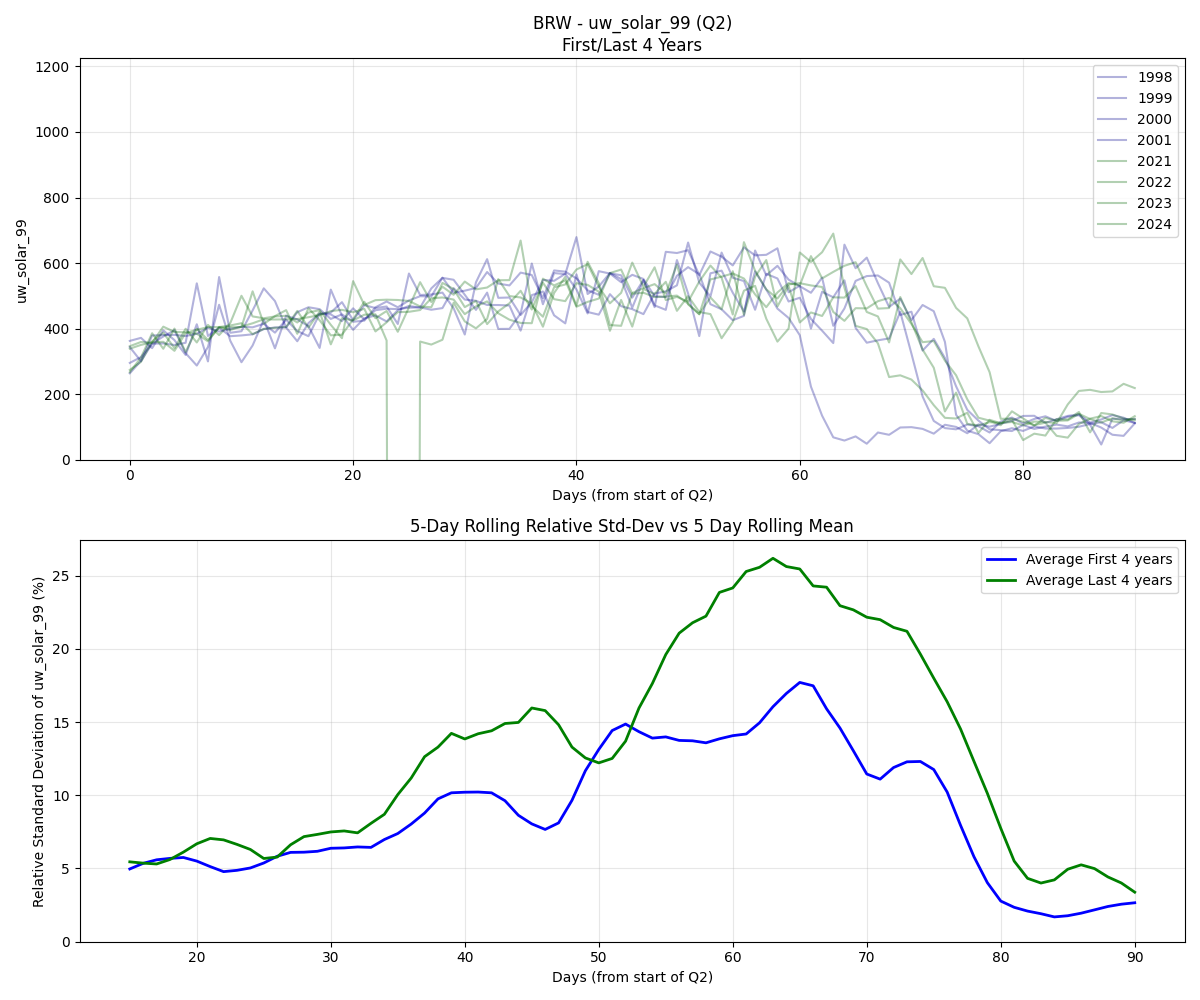 BRW - uw_solar_99 (Q2)
First/Last 4 Years
1200
1000
800
600
400
200
0
uw_solar_99
0 20 40 60 80
Days (from start of Q2)
1998
1999
2000
2001
2021
2022
2023
2024
5-Day Rolling Relative Std-Dev vs 5 Day Rolling Mean
25
20
15
10
5
0
Relative Standard Deviation of uw_solar_99 (%)
20 30 40 50 60 70 80 90
Days (from start of Q2)
Average First 4 years
Average Last 4 years